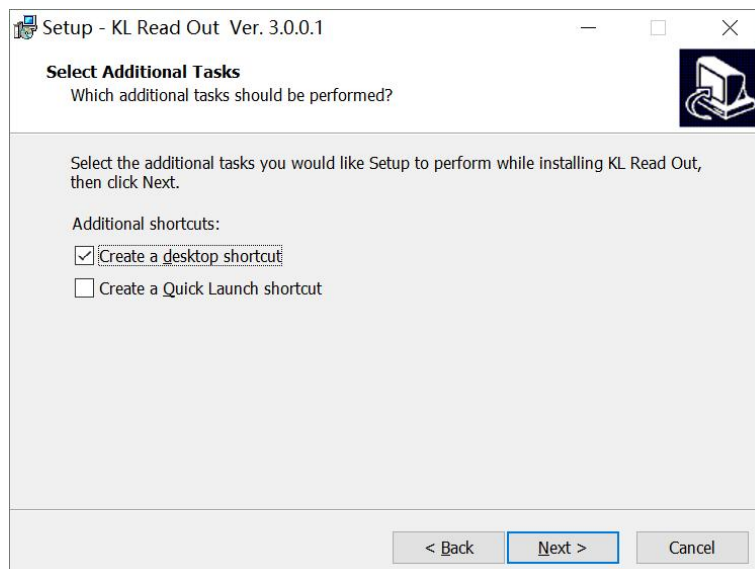 Setup - KL Read Out  Ver. 3.0.0.1
Select Additional Tasks
Which additional tasks should be performed?
Select the additional tasks you would like Setup to perform while installing KL Read Out,
then click Next.
Additional shortcuts:
Create a desktop shortcut
Create a Quick Launch shortcut
< Back
Next >
Cancel